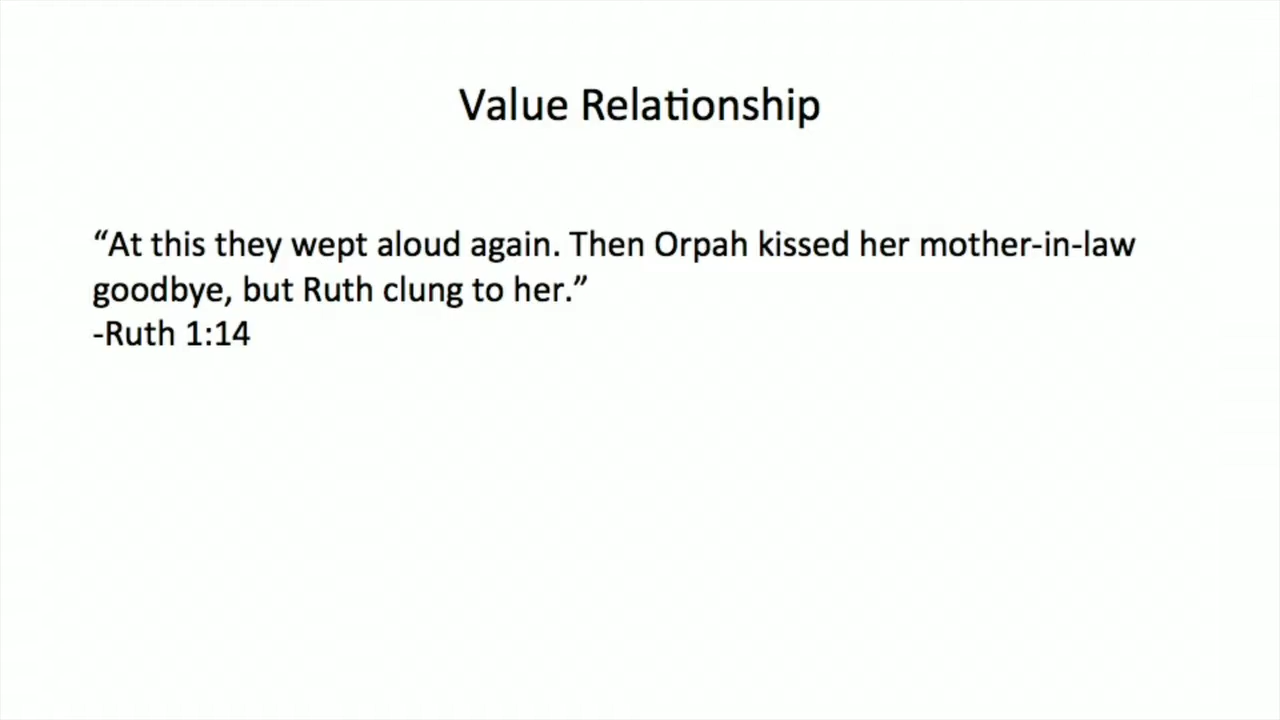 Value Relationship
“At this they wept aloud again. Then Orpah kissed her mother-in-law
goodbye, but Ruth clung to her.”
-Ruth 1:14